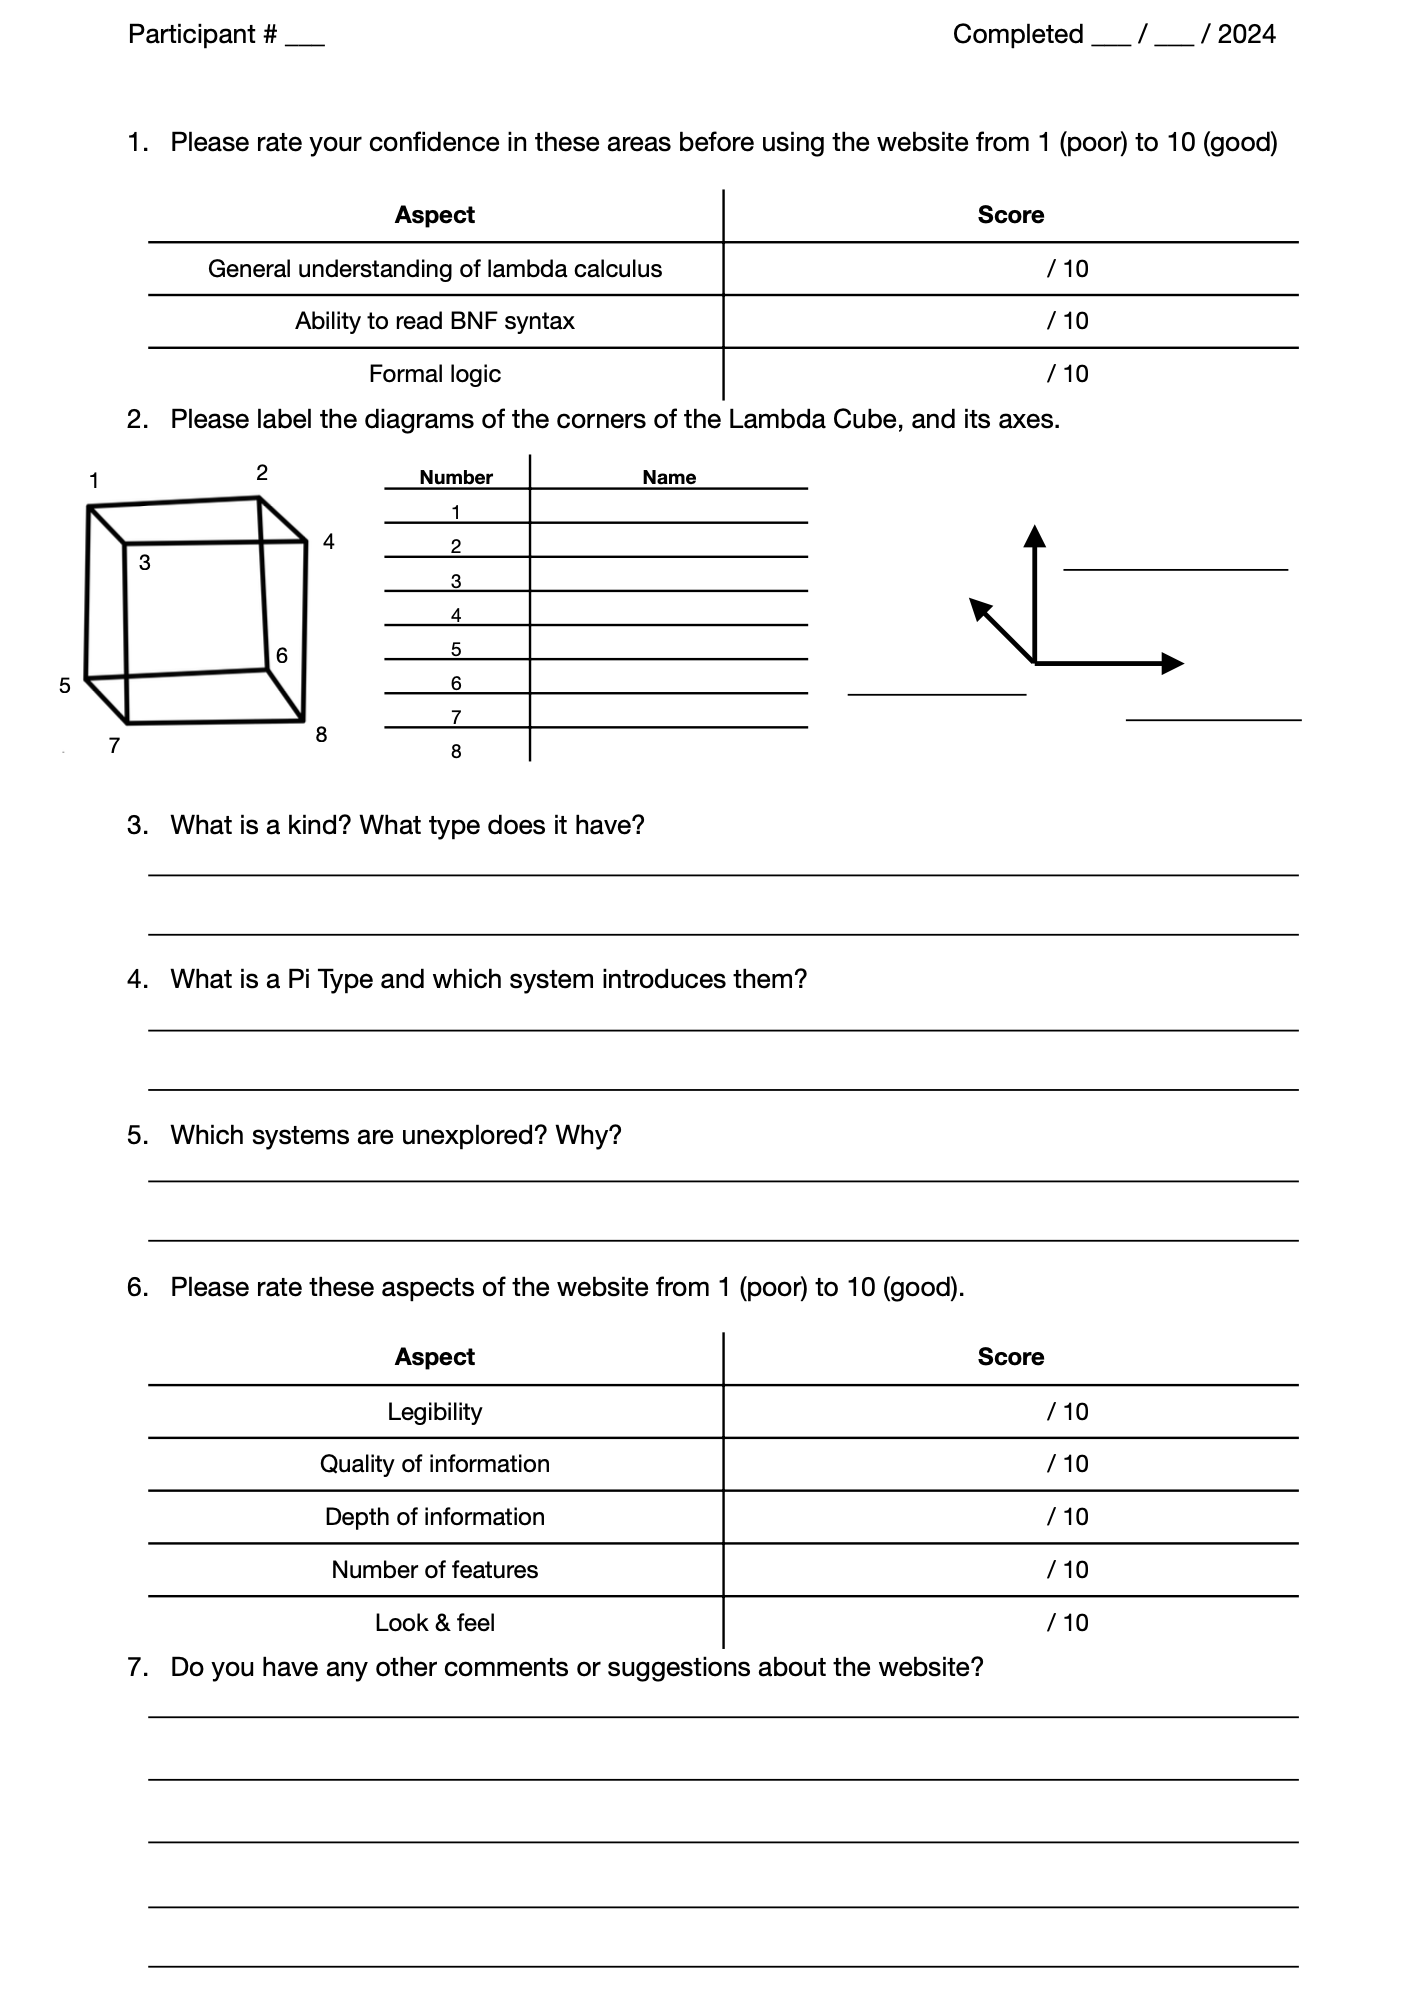 Participant # ___ Completed ___ / ___ / 2024
1. Please rate your confidence in these areas before using the website from 1 (poor) to 10 (good)
Aspect Score
General understanding of lambda calculus / 10
Ability to read BNF syntax / 10
Formal logic / 10
2. Please label the diagrams of the corners of the Lambda Cube, and its axes.
1
2
3
4
5
6
7
8
Number Name
1
2
3
4
5
6
7
8
3. What is a kind? What type does it have?
4. What is a Pi Type and which system introduces them?
5. Which systems are unexplored? Why?
6. Please rate these aspects of the website from 1 (poor) to 10 (good).
Aspect Score
Legibility / 10
Quality of information / 10
Depth of information / 10
Number of features / 10
Look & feel / 10
7. Do you have any other comments or suggestions about the website?